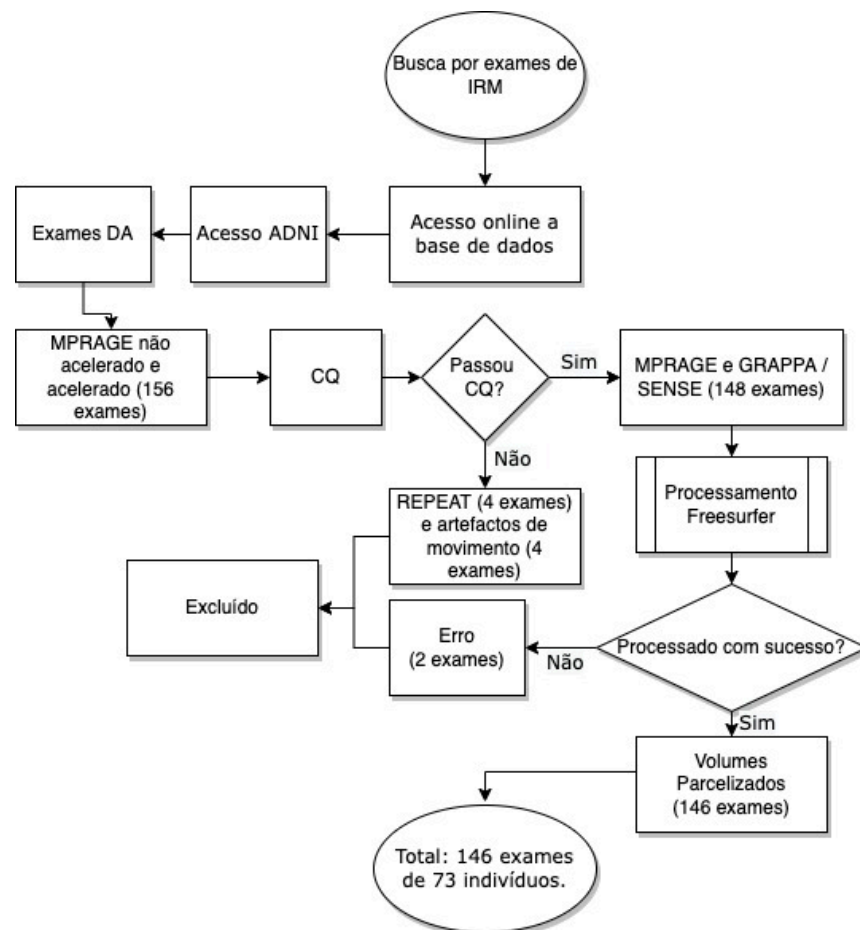 Busca por exames de
IRM
Acesso online a
base de dados
Acesso ADNI
Exames DA
MPRAGE não
acelerado e
acelerado (156
exames)
CQ
Passou
CQ?
Sim
MPRAGE e GRAPPA /
SENSE (148 exames)
Não
REPEAT (4 exames)
e artefactos de
movimento (4
exames)
Processamento
Freesurfer
Excluído
Erro
(2 exames)
Não
Processado com sucesso?
Sim
Volumes
Parcelizados
(146 exames)
Total: 146 exames
de 73 indivíduos.